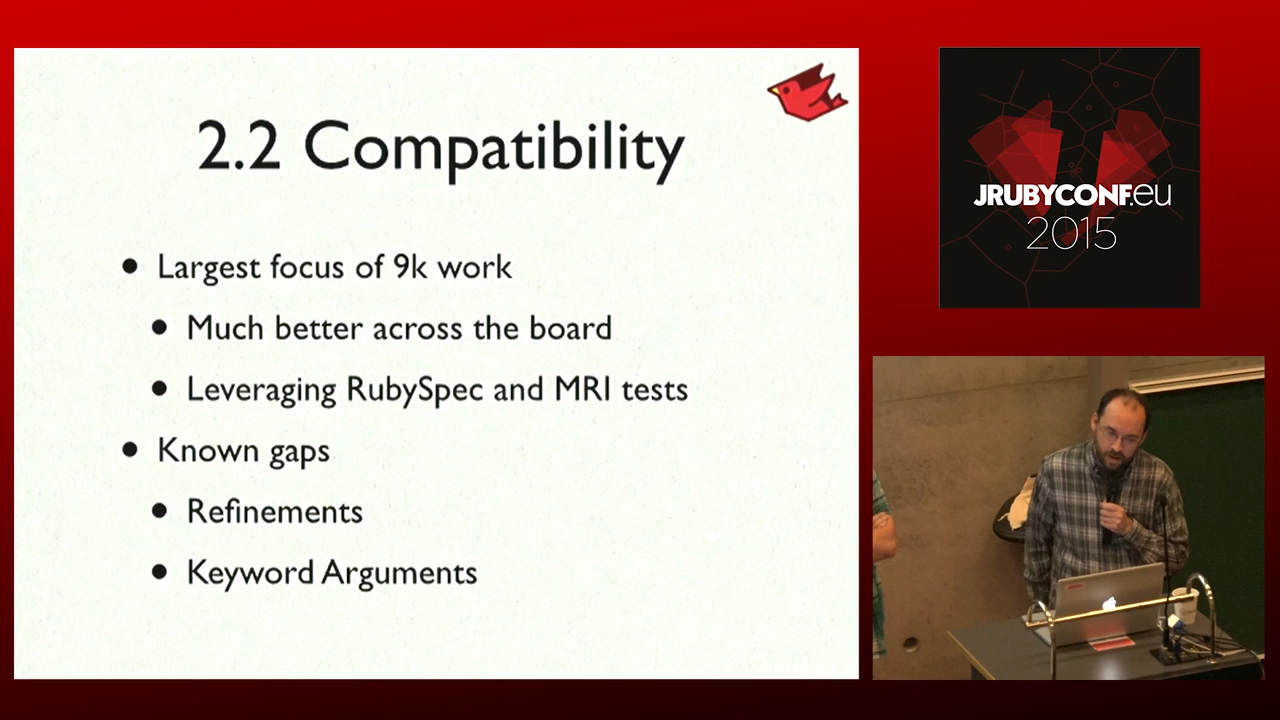 2.2 Compatibility
Largest focus of 9k work
Much better across the board
Leveraging RubySpec and MRI tests
Known gaps
Refinements
Keyword Arguments
JRUBYCONF.EU
2015